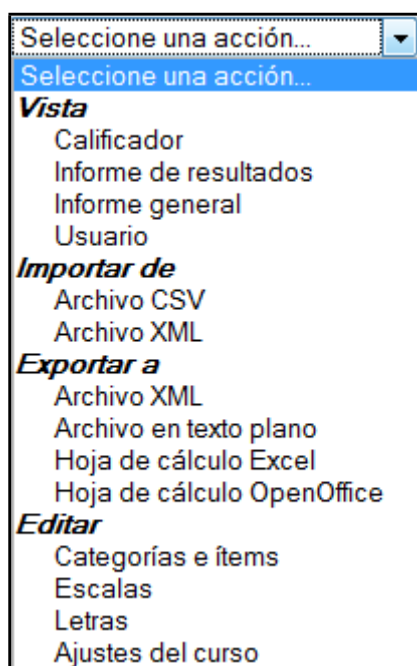 Seleccione una acción...
Seleccione una acción...
Vista
Calificador
Informe de resultados
Informe general
Usuario
Importar de
Archivo CSV
Archivo XML
Exportar a
Archivo XML
Archivo en texto plano
Hoja de cálculo Excel
Hoja de cálculo OpenOffice
Editar
Categorías e ítems
Escalas
Letras
Ajustes del curso